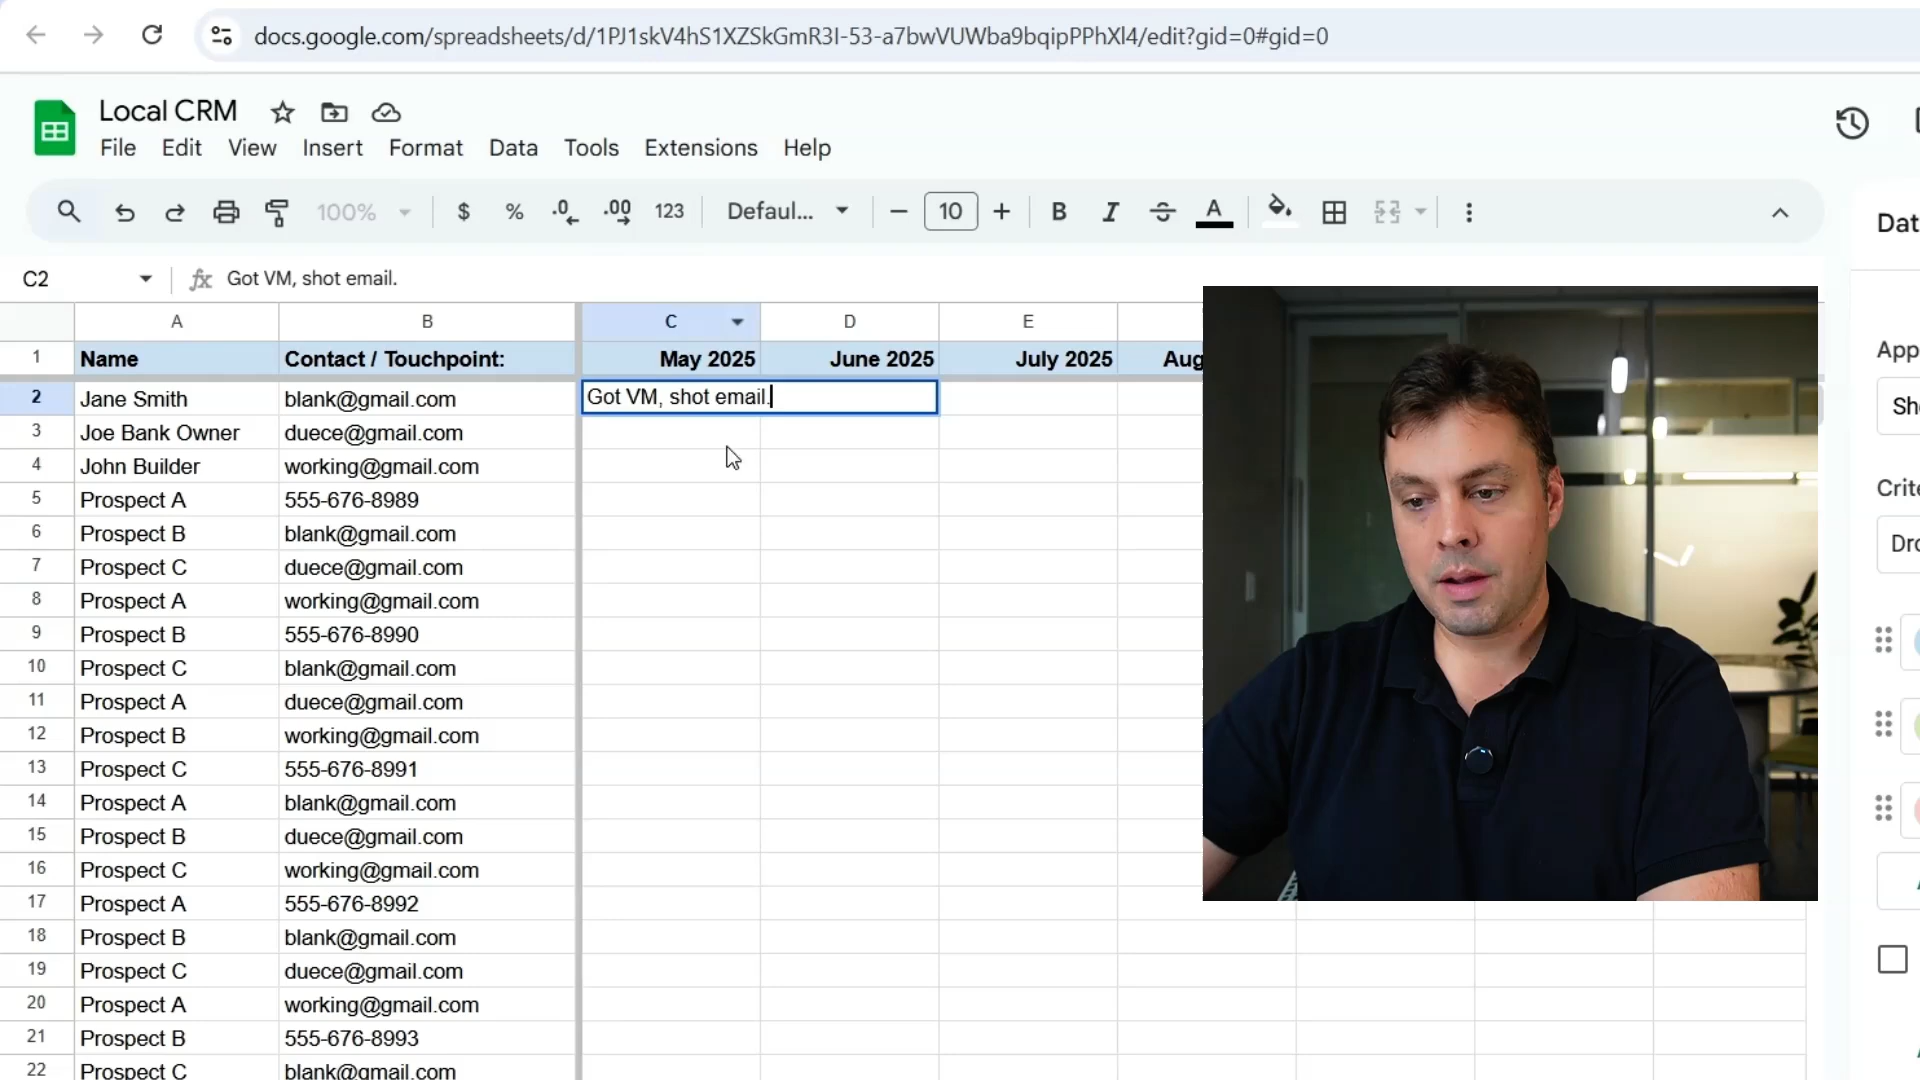 docs.google.com/spreadsheets/d/1PJ1skV4hS1XZSkGmR3I-53-a7bwVUWba9bqipPPhXl4/edit?gid=0#gid=0
Local CRM
File Edit View Insert Format Data Tools Extensions Help
100% $ % .0 .00 123 Defaul... 10 B I S A
Dat
C2 fx Got VM, shot email.
A B C D E
1 Name Contact / Touchpoint: May 2025 June 2025 July 2025 Aug
App
2 Jane Smith blank@gmail.com Got VM, shot email.
Sh
3 Joe Bank Owner duece@gmail.com
4 John Builder working@gmail.com
Crite
5 Prospect A 555-676-8989
6 Prospect B blank@gmail.com
Dro
7 Prospect C duece@gmail.com
8 Prospect A working@gmail.com
9 Prospect B 555-676-8990
10 Prospect C blank@gmail.com
11 Prospect A duece@gmail.com
12 Prospect B working@gmail.com
13 Prospect C 555-676-8991
14 Prospect A blank@gmail.com
15 Prospect B duece@gmail.com
16 Prospect C working@gmail.com
17 Prospect A 555-676-8992
18 Prospect B blank@gmail.com
19 Prospect C duece@gmail.com
20 Prospect A working@gmail.com
21 Prospect B 555-676-8993
22 Prospect C blank@gmail.com